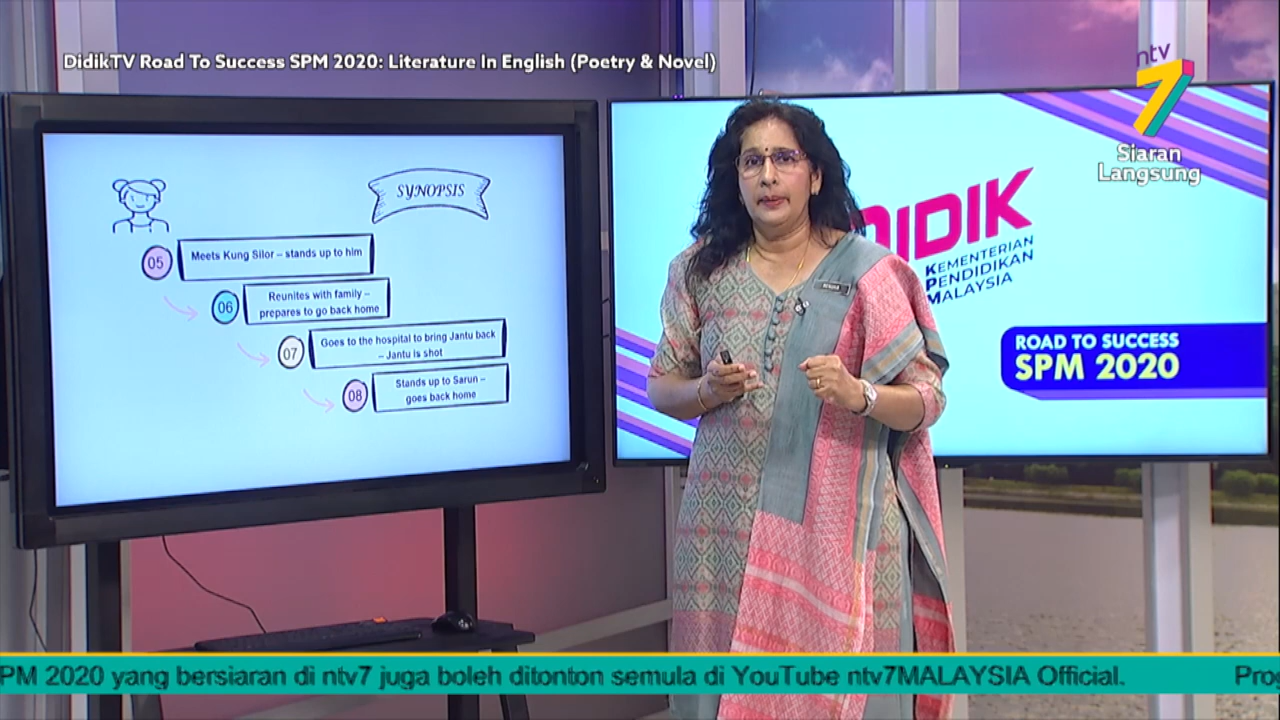 DidikTV Road To Success SPM 2020: Literature In English (Poetry & Novel)
ntv
7
Siaran
Langsung
SYNOPSIS
05
Meets Kung Silor – stands up to him
06
Reunites with family –
prepares to go back home
07
Goes to the hospital to bring Jantu back
– Jantu is shot
08
Stands up to Sarun –
goes back home
DIDIK
KEMENTERIAN
PENDIDIKAN
MALAYSIA
ROAD TO SUCCESS
SPM 2020
PM 2020 yang bersiaran di ntv7 juga boleh ditonton semula di YouTube ntv7MALAYSIA Official. Prog